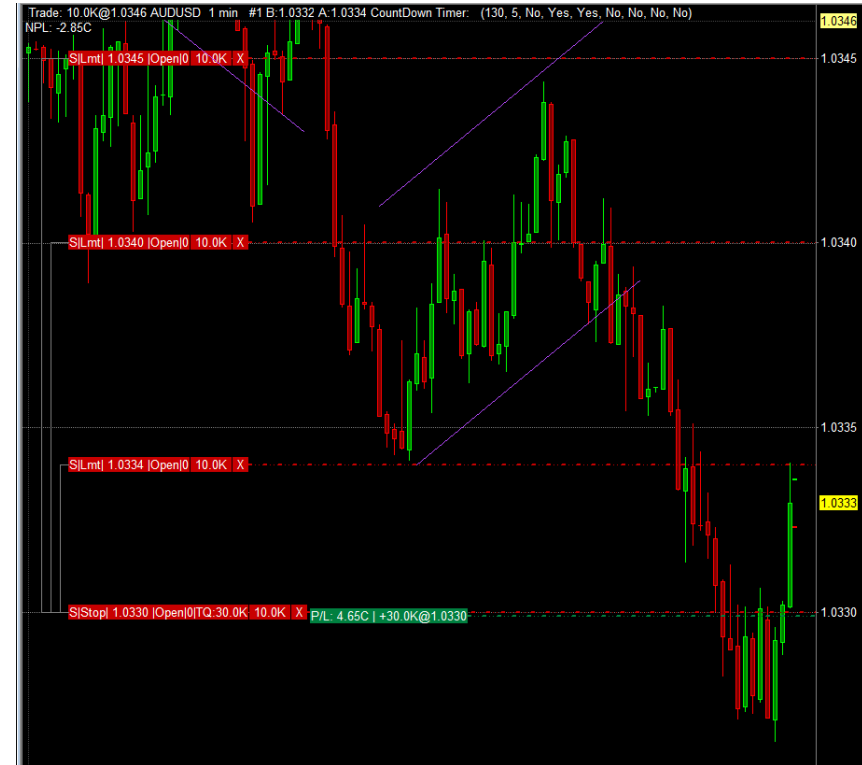 Trade: 10.0K@1.0346 AUDUSD 1 min #1 B:1.0332 A:1.0334 CountDown Timer: (130, 5, No, Yes, Yes, No, No, No, No)
NPL: -2.85C
1.0346
S|Lmt| 1.0345 |Open|0 10.0K X
1.0345
S|Lmt| 1.0340 |Open|0 10.0K X
1.0340
1.0335
S|Lmt| 1.0334 |Open|0 10.0K X
1.0333
S|Stop| 1.0330 |Open|0|TQ:30.0K 10.0K X
P/L: 4.65C | +30.0K@1.0330
1.0330